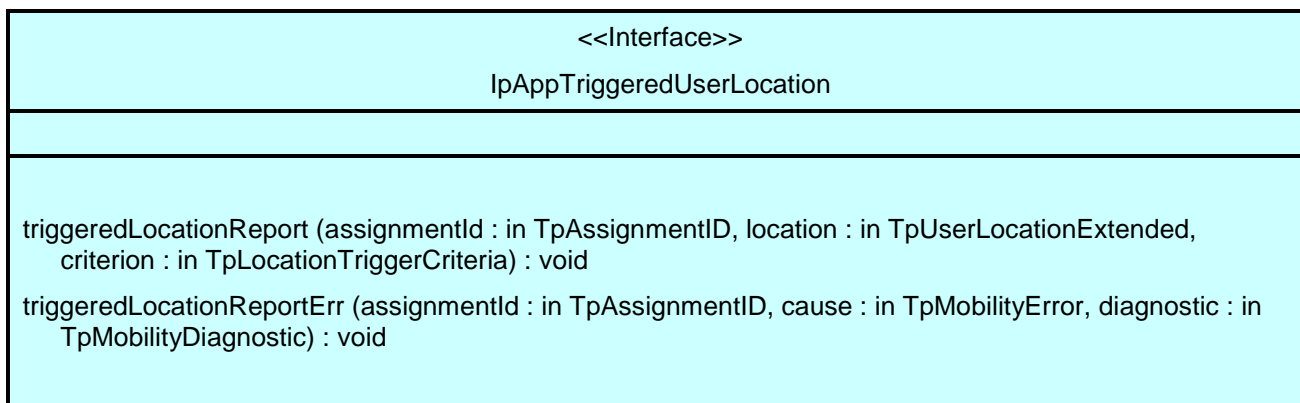 <<Interface>>
IpAppTriggeredUserLocation
triggeredLocationReport (assignmentId : in TpAssignmentID, location : in TpUserLocationExtended,
criterion : in TpLocationTriggerCriteria) : void
triggeredLocationReportErr (assignmentId : in TpAssignmentID, cause : in TpMobilityError, diagnostic : in
TpMobilityDiagnostic) : void